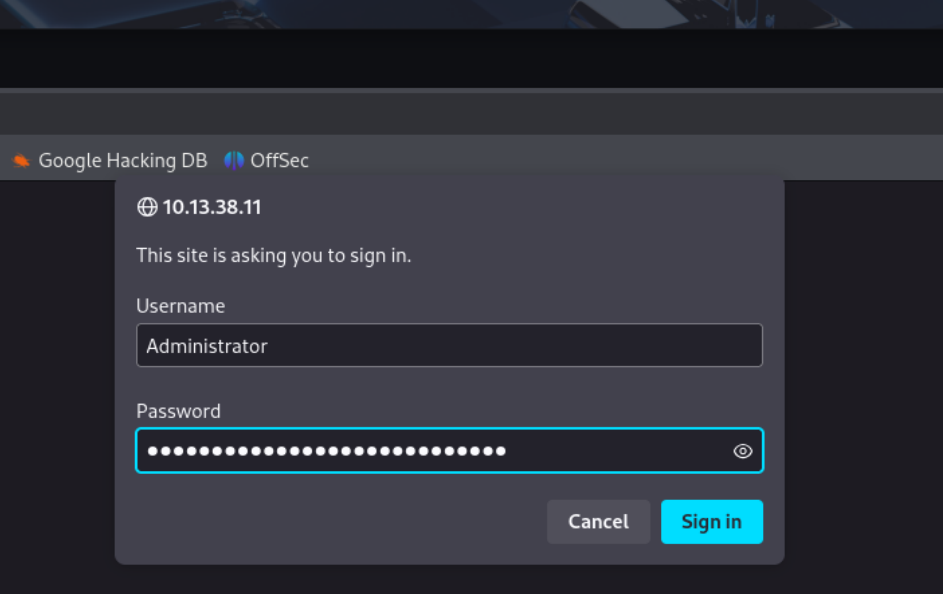 Google Hacking DB OffSec
10.13.38.11
This site is asking you to sign in.
Username
Administrator
Password
••••••••••••••••••••••••••••
Cancel Sign in